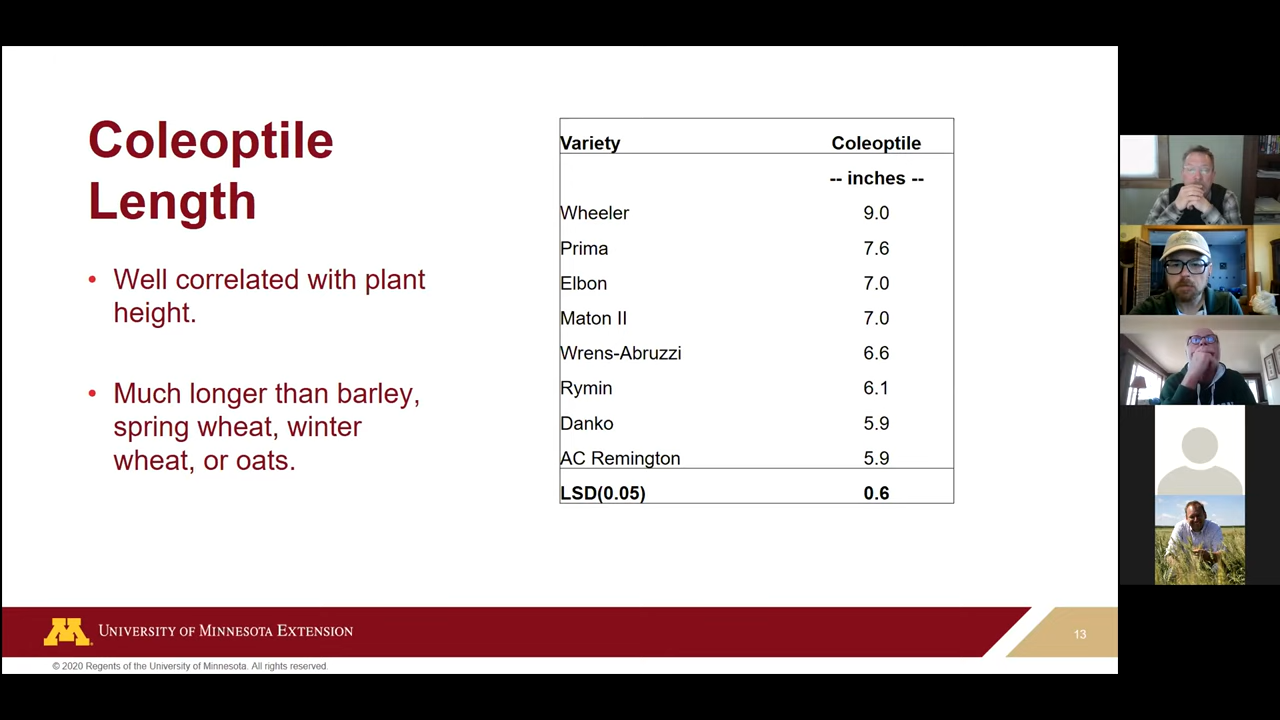 Coleoptile
Length
• Well correlated with plant
height.
• Much longer than barley,
spring wheat, winter
wheat, or oats.
Variety Coleoptile
-- inches --
Wheeler 9.0
Prima 7.6
Elbon 7.0
Maton II 7.0
Wrens-Abruzzi 6.6
Rymin 6.1
Danko 5.9
AC Remington 5.9
LSD(0.05) 0.6
M
UNIVERSITY OF MINNESOTA EXTENSION
13
© 2020 Regents of the University of Minnesota. All rights reserved.